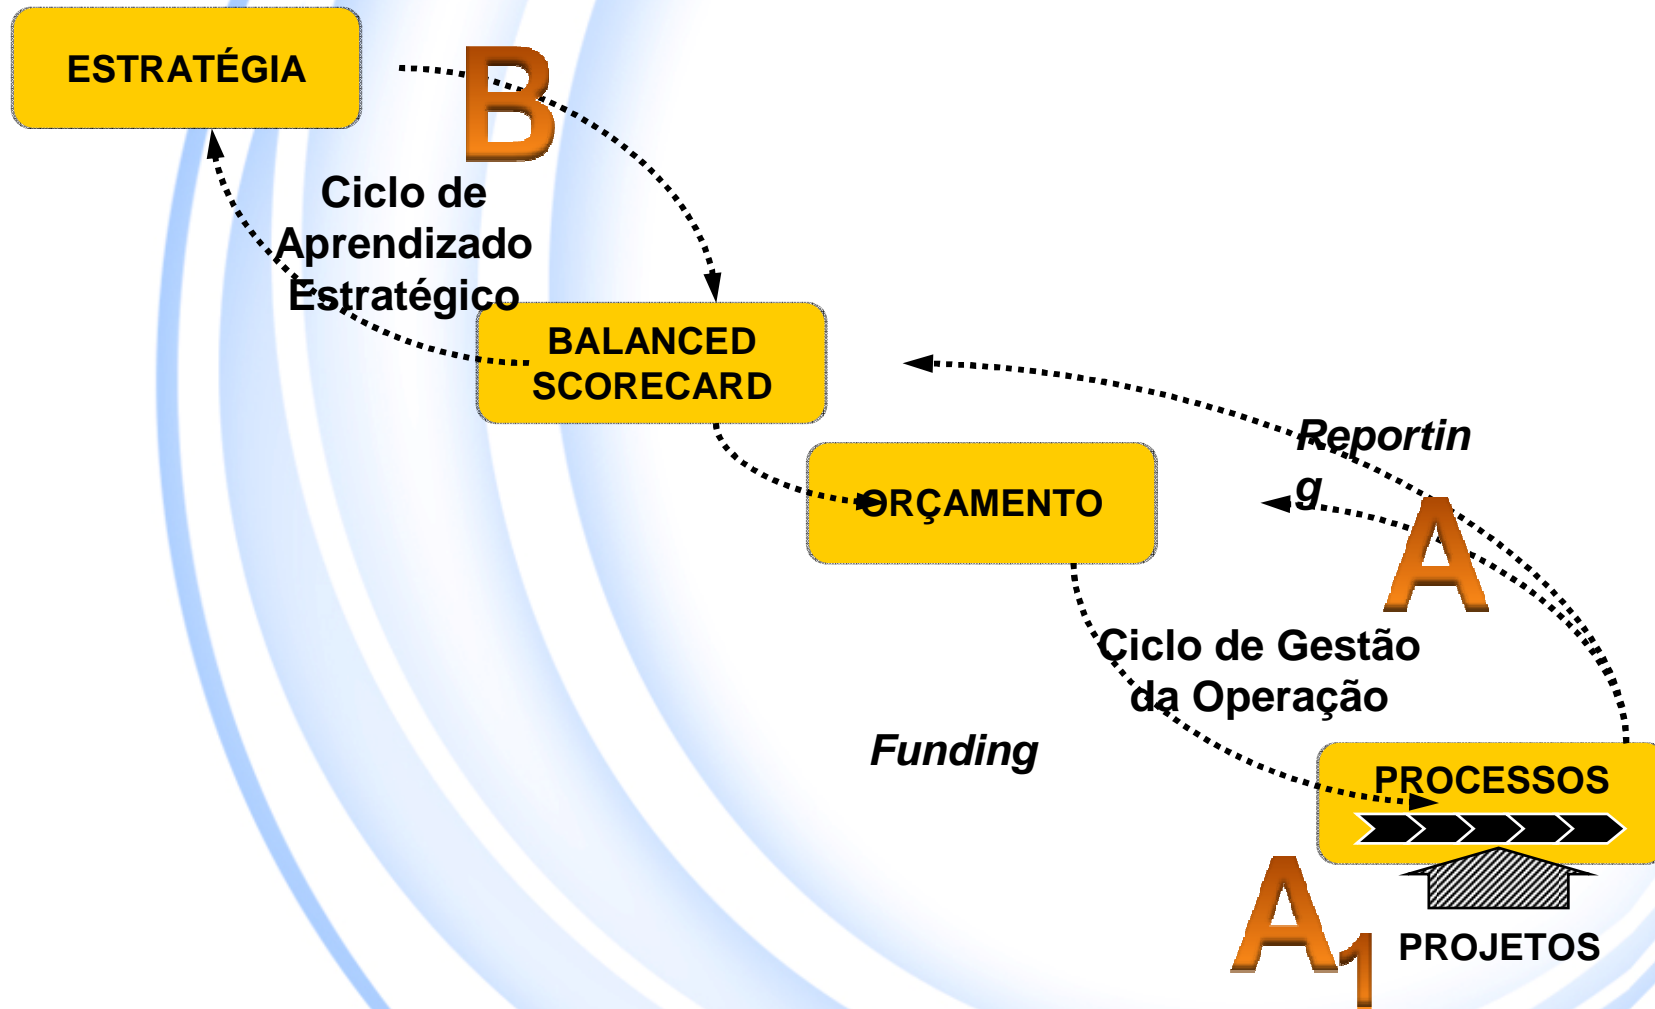 ESTRATÉGIA
B
Ciclo de
Aprendizado
Estratégico
BALANCED
SCORECARD
Reportin
g
ORÇAMENTO
A
Ciclo de Gestão
da Operação
Funding
PROCESSOS
A1
PROJETOS